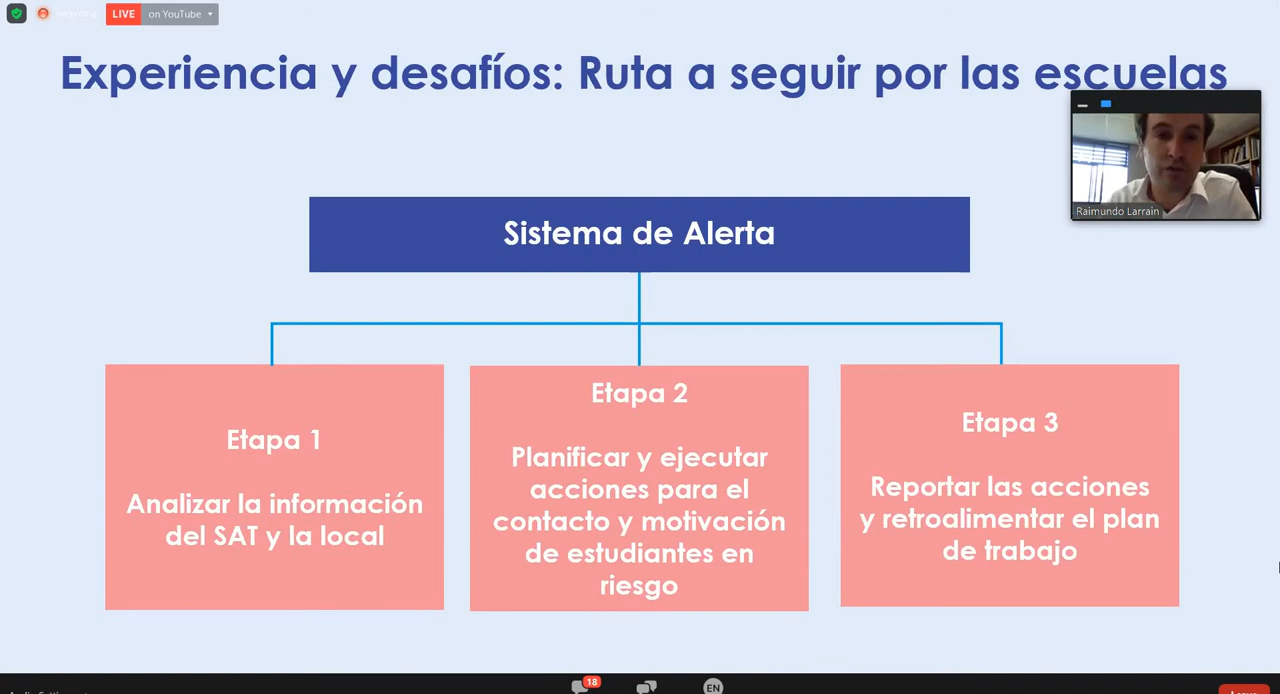 LIVE on YouTube
Experiencia y desafíos: Ruta a seguir por las escuelas
Raimundo Larrain
Sistema de Alerta
Etapa 1
Analizar la información
del SAT y la local
Etapa 2
Planificar y ejecutar
acciones para el
contacto y motivación
de estudiantes en
riesgo
Etapa 3
Reportar las acciones
y retroalimentar el plan
de trabajo
18
EN